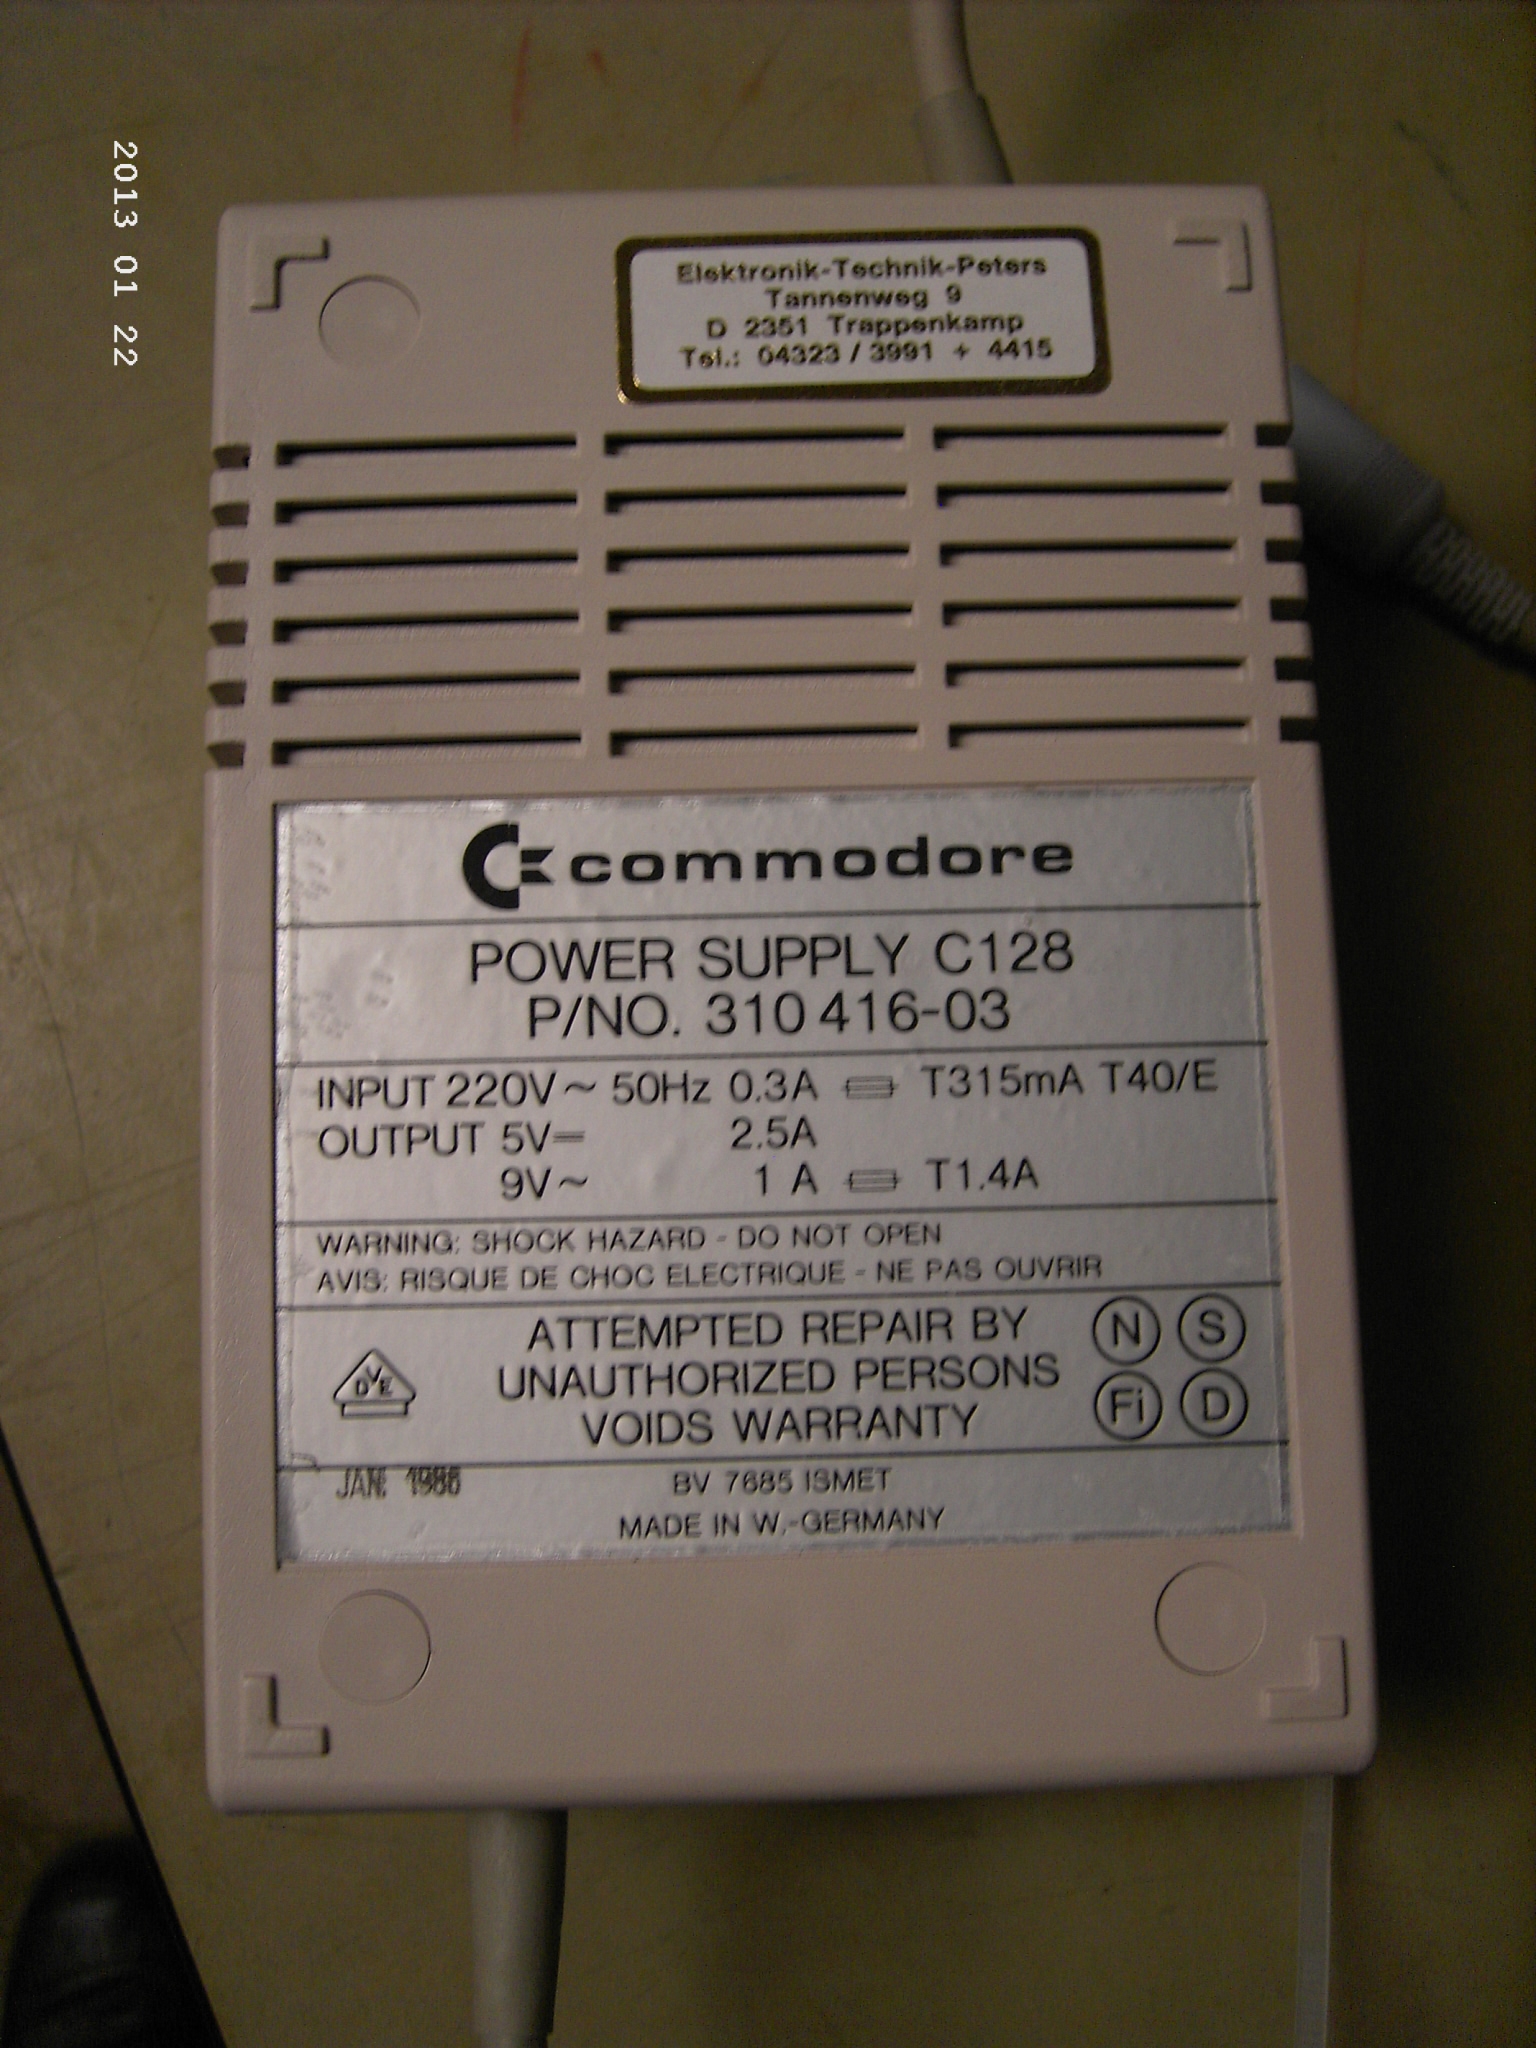 2013 01 22
Elektronik-Technik-Peters
Tannenweg 9
D 2351 Trappenkamp
Tel.: 04323 / 3991 + 4415
commodore
POWER SUPPLY C128
P/NO. 310 416-03
INPUT 220V~ 50Hz 0.3A T315mA T40/E
OUTPUT 5V⎓ 2.5A
9V~ 1 A T1.4A
WARNING: SHOCK HAZARD - DO NOT OPEN
AVIS: RISQUE DE CHOC ELECTRIQUE - NE PAS OUVRIR
ATTEMPTED REPAIR BY
UNAUTHORIZED PERSONS
VOIDS WARRANTY
DVE
N S
Fi D
JAN. 1986
BV 7685 ISMET
MADE IN W.-GERMANY